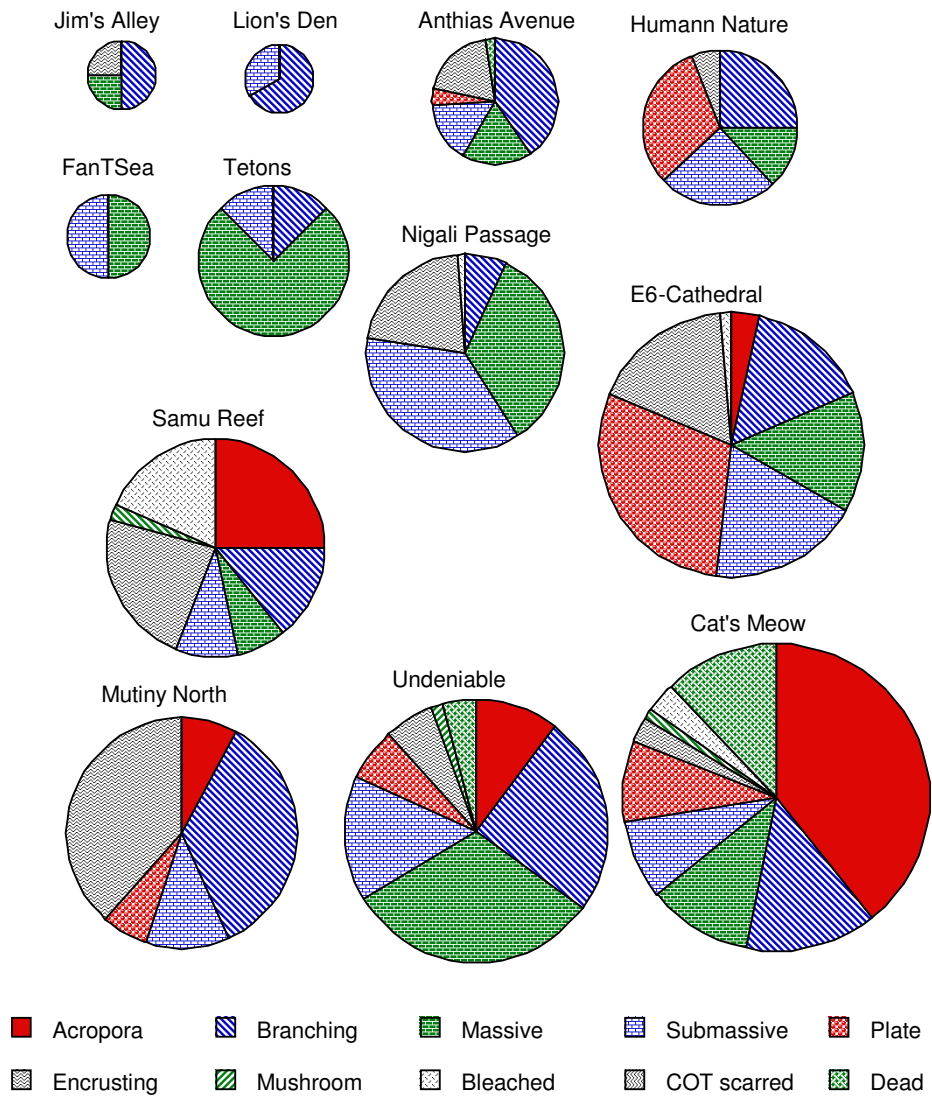 Jim's Alley
Lion's Den
Anthias Avenue
Humann Nature
FanTSea
Tetons
Nigali Passage
E6-Cathedral
Samu Reef
Cat's Meow
Mutiny North
Undeniable
Acropora Branching Massive Submassive Plate
Encrusting Mushroom Bleached COT scarred Dead